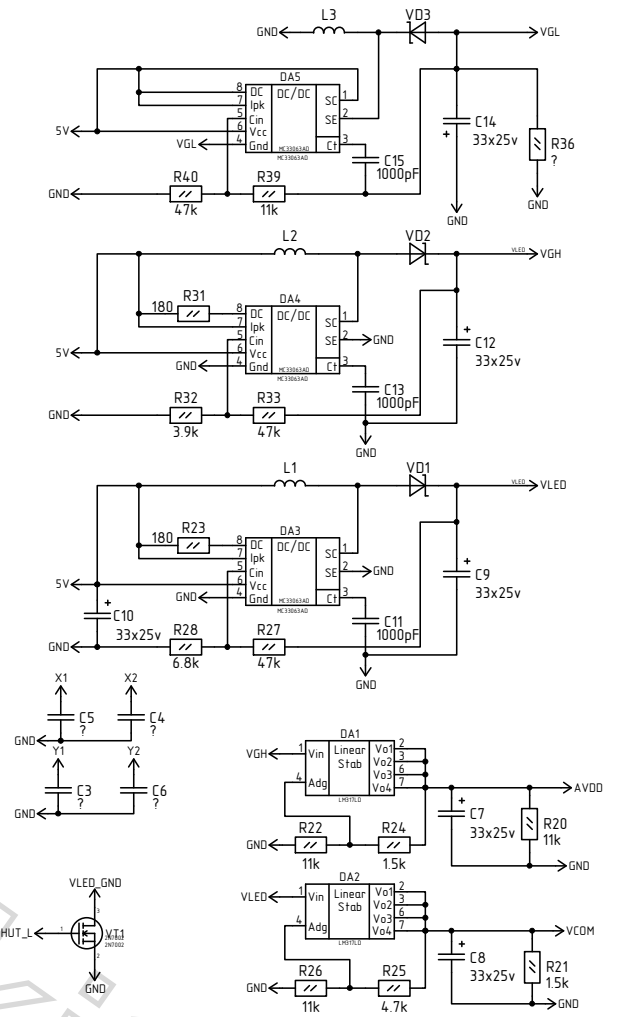 L3 VD3
GND VGL
DA5
8 DC DC/DC SC 1
7 Ipk
5 Cin SE 2
5V 6 Vcc
VGL 4 Gnd MC33063AD Ct 3
C14
33x25v
+
R36
?
C15
1000pF
R40 R39
GND 47k 11k
GND GND
L2 VD2
VLED VGH
R31 DA4
180 8 DC DC/DC SC 1
7 Ipk
5 Cin SE 2 GND
5V 6 Vcc
GND 4 Gnd MC33063AD Ct 3
MC33063AD
+
C12
33x25v
C13
1000pF
R32 R33
GND 3.9k 47k
GND
L1 VD1
VLED VLED
R23 DA3
180 8 DC DC/DC SC 1
7 Ipk
5 Cin SE 2 GND
5V 6 Vcc
GND 4 Gnd MC33063AD Ct 3
MC33063AD
+
C9
33x25v
+
C10
33x25v
C11
1000pF
R28 R27
GND 6.8k 47k
GND
X1 X2
C5 C4
? ?
GND
Y1 Y2
C3 C6
? ?
GND
DA1
VGH 1 Vin Linear Vo1 2
Stab Vo2 3
4 Adg Vo3 6
Vo4 7 AVDD
LM317LD
+
C7
33x25v
R20
11k
R22 R24
GND 11k 1.5k
GND
DA2
VLED 1 Vin Linear Vo1 2
Stab Vo2 3
4 Adg Vo3 6
Vo4 7 VCOM
LM317LD
+
C8
33x25v
R21
1.5k
R26 R25
GND 11k 4.7k
GND
VLED_GND
3
HUT_L 1 VT1
2N7002
2N7002
2
GND